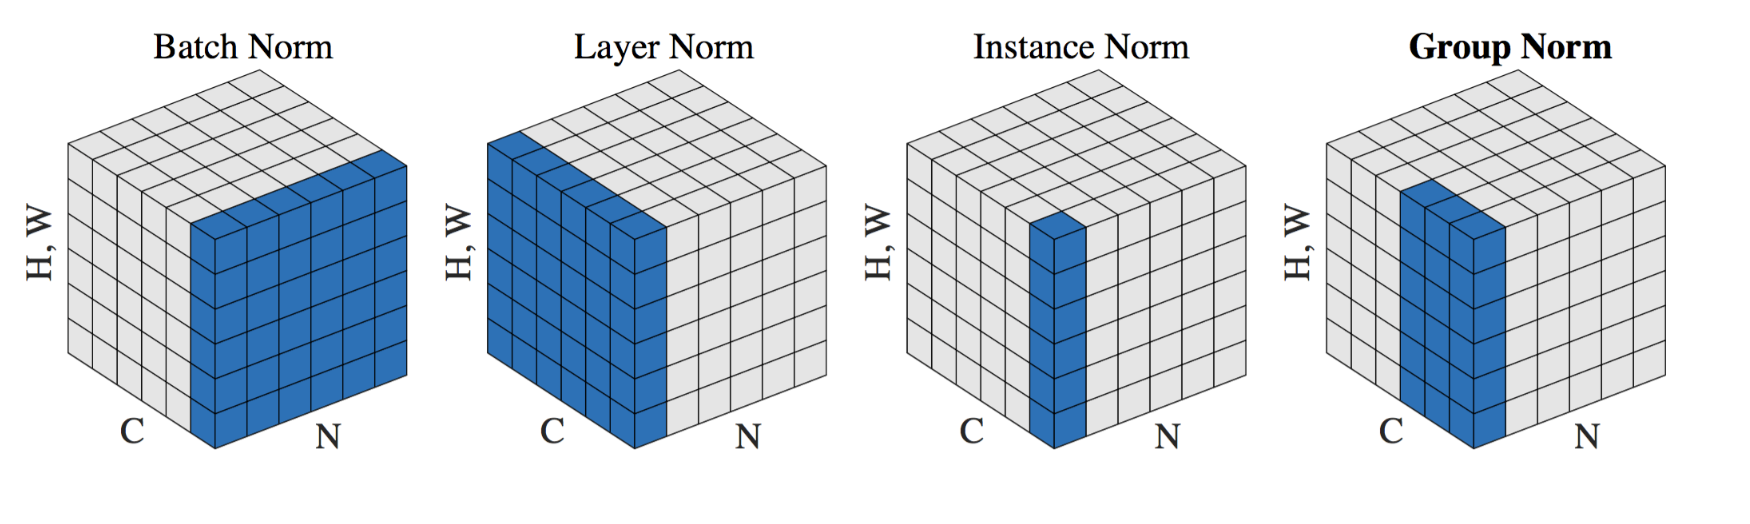 Batch Norm
H, W
C
N
Layer Norm
H, W
C
N
Instance Norm
H, W
C
N
Group Norm
H, W
C
N